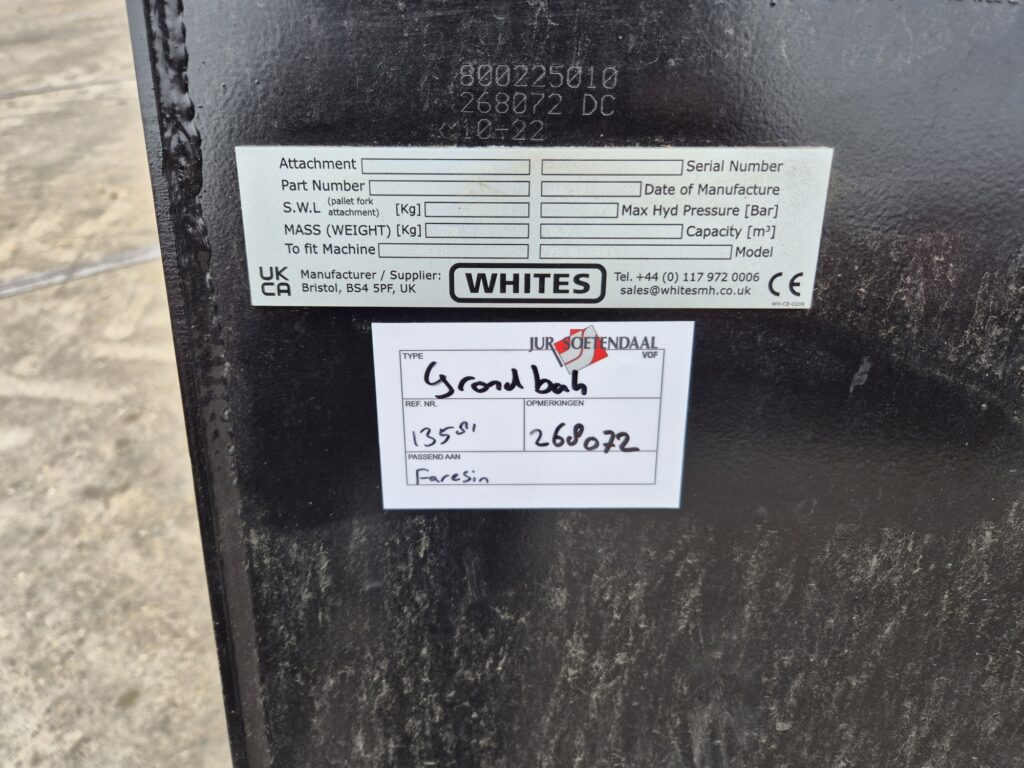 800225010
268072 DC
10-22
Attachment Serial Number
Part Number Date of Manufacture
S.W.L (pallet fork attachment) [Kg] Max Hyd Pressure [Bar]
MASS (WEIGHT) [Kg] Capacity [m³]
To fit Machine Model
UK CA Manufacturer / Supplier: WHITES Tel. +44 (0) 117 972 0006 CE
Bristol, BS4 5PF, UK sales@whitesmh.co.uk
WH-CE-0209
JUR SOETENDAAL
VOF
TYPE
Grondbak
REF. NR. OPMERKINGEN
268072
PASSEND AAN
Faresin